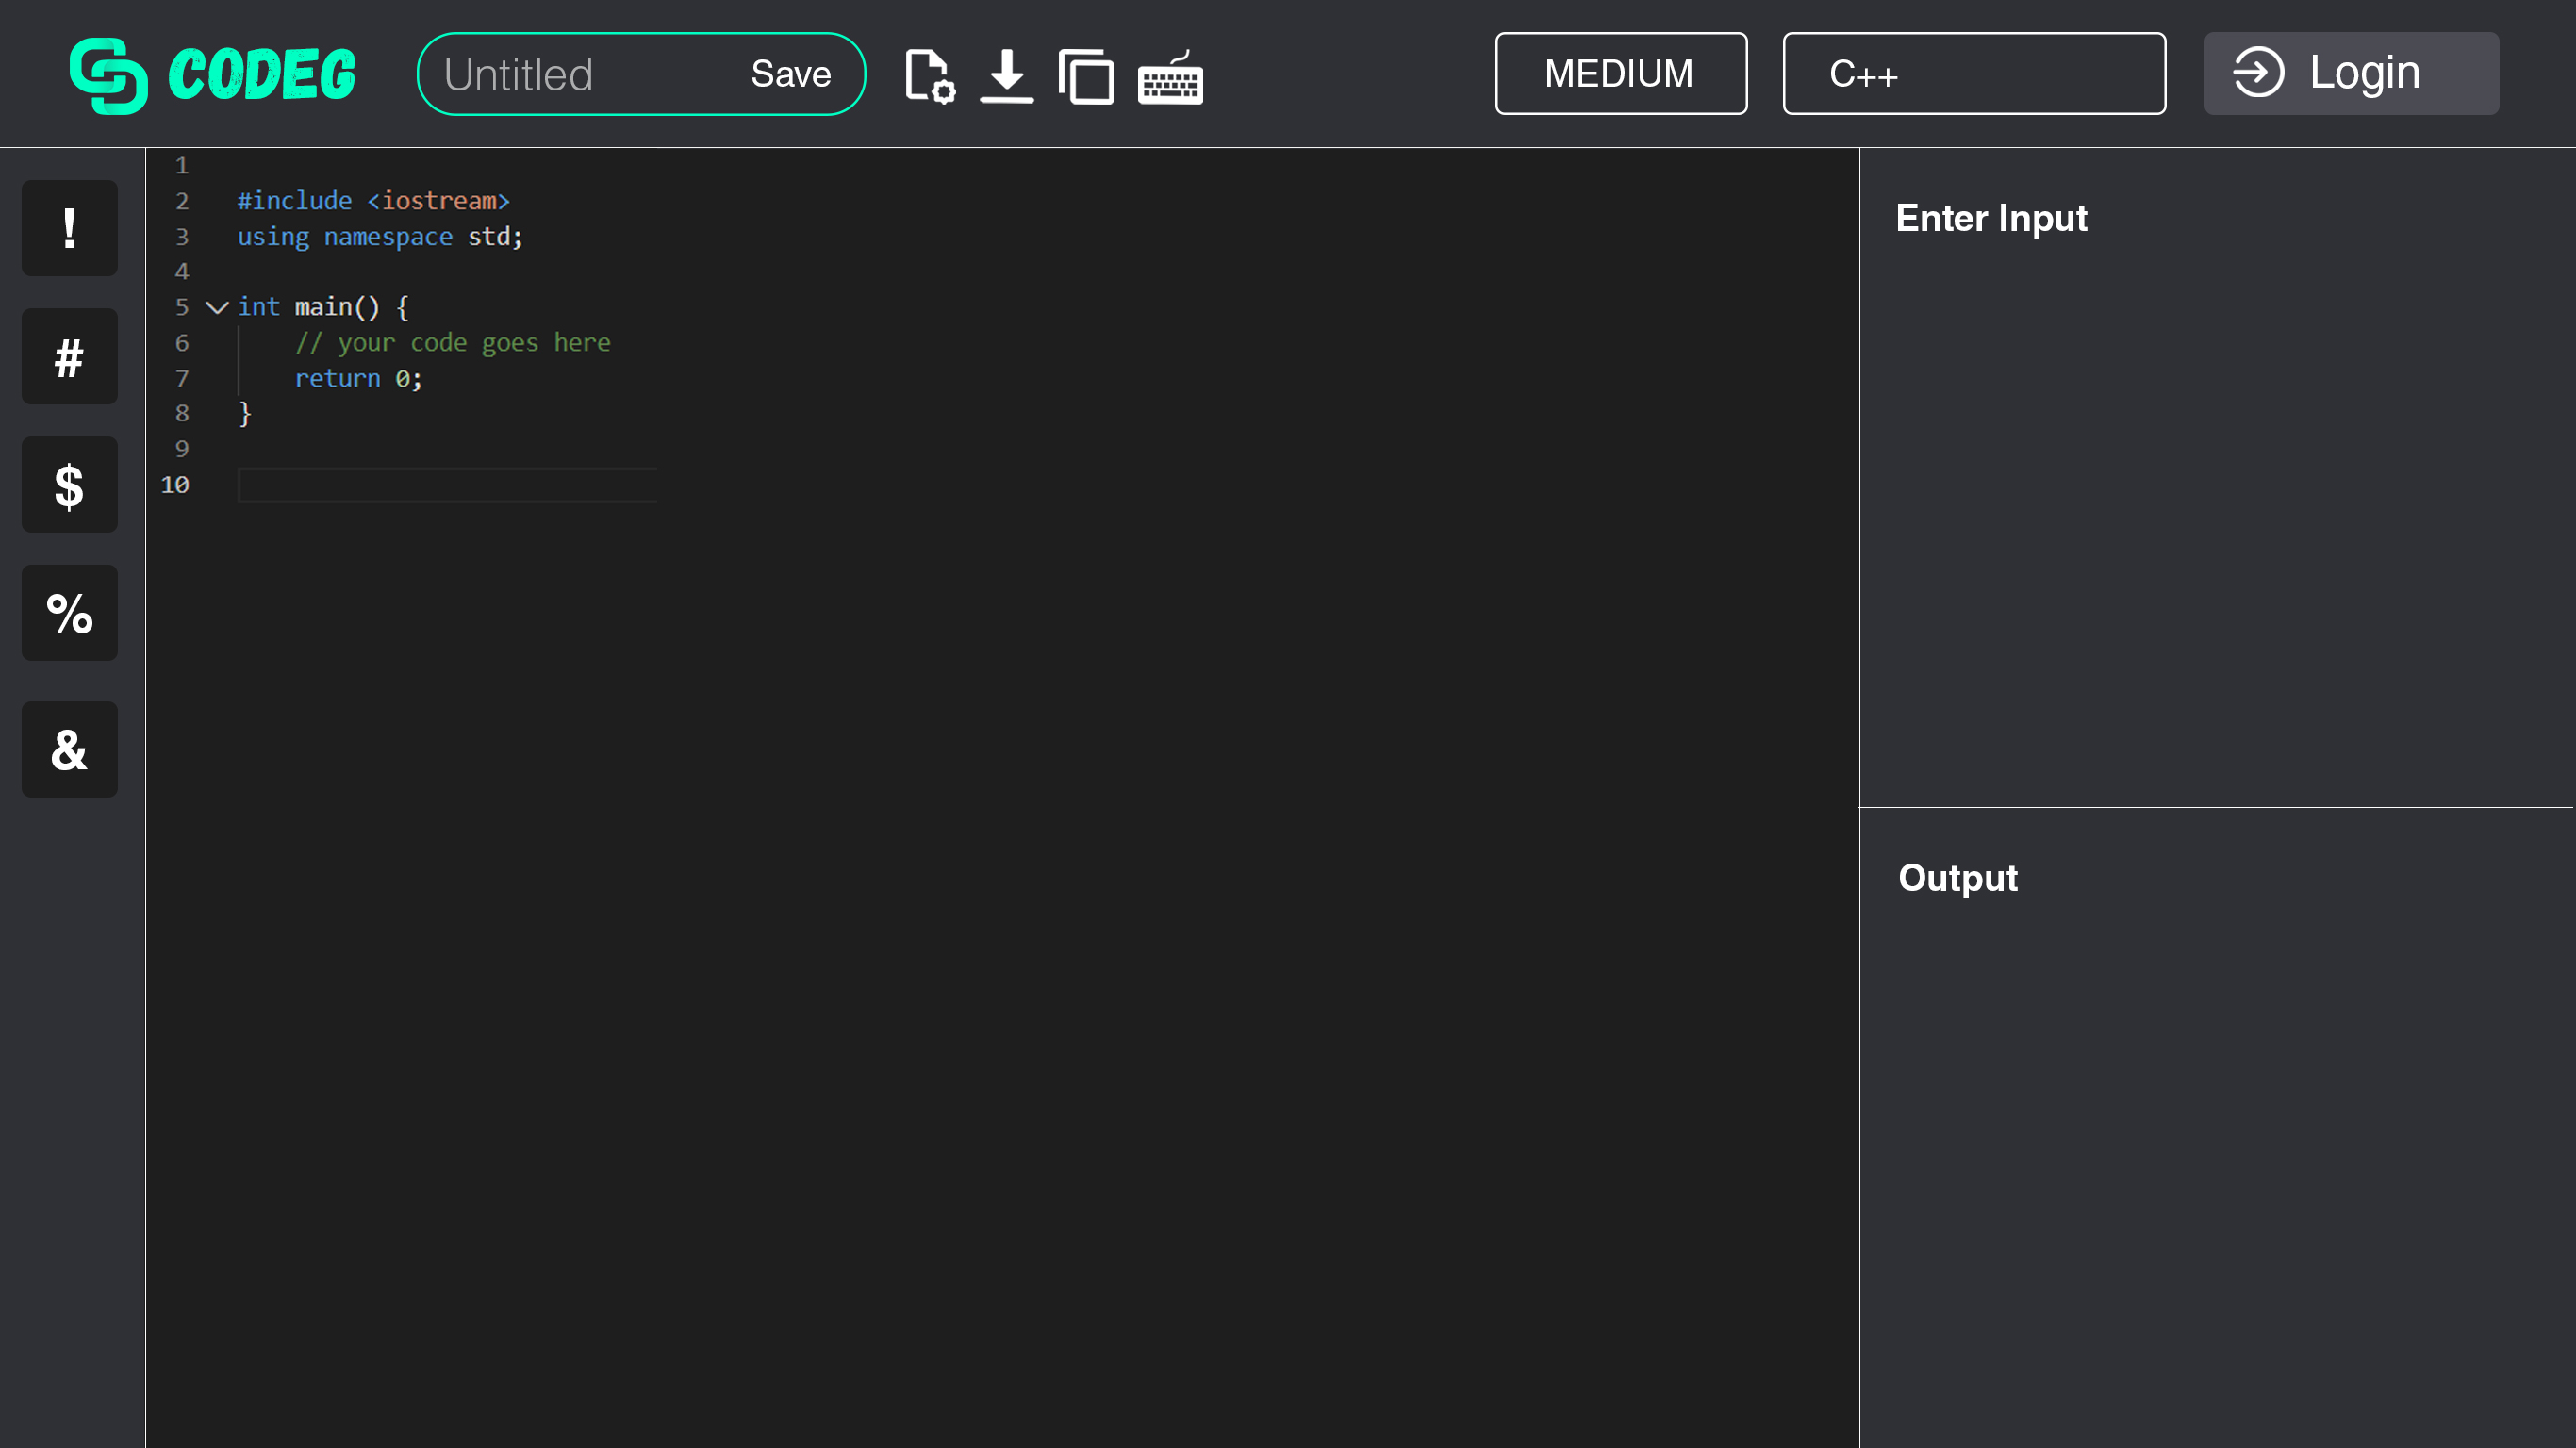 CODEG
Untitled Save
MEDIUM
C++
Login
!
#
$
%
&
1
2 #include <iostream>
3 using namespace std;
4
5 int main() {
6 // your code goes here
7 return 0;
8 }
9
10
Enter Input
Output